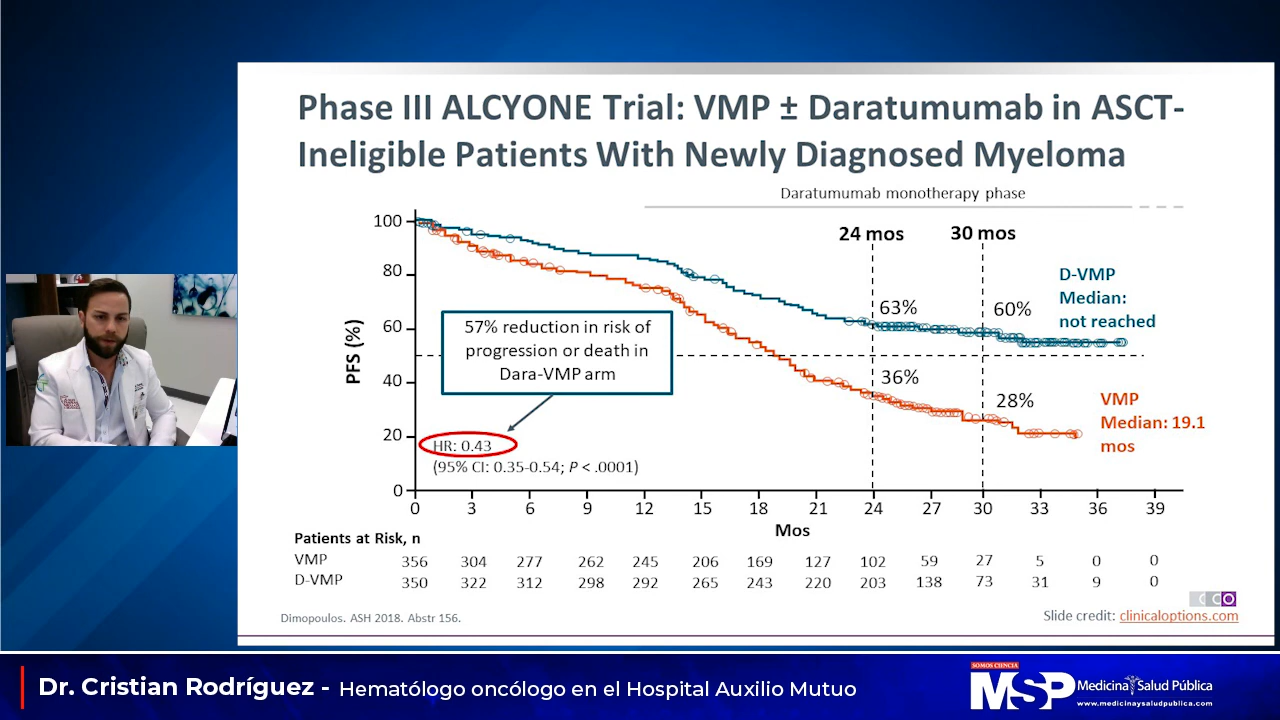 Phase III ALCYONE Trial: VMP ± Daratumumab in ASCT-
Ineligible Patients With Newly Diagnosed Myeloma
Daratumumab monotherapy phase
24 mos 30 mos
100
80
60
40
20
0
PFS (%)
63%
60%
36%
28%
D-VMP
Median:
not reached
VMP
Median: 19.1
mos
57% reduction in risk of
progression or death in
Dara-VMP arm
HR: 0.43
(95% CI: 0.35-0.54; P < .0001)
0 3 6 9 12 15 18 21 24 27 30 33 36 39
Mos
Patients at Risk, n
VMP 356 304 277 262 245 206 169 127 102 59 27 5 0 0
D-VMP 350 322 312 298 292 265 243 220 203 138 73 31 9 0
CCO
Dimopoulos. ASH 2018. Abstr 156.
Slide credit: clinicaloptions.com
Dr. Cristian Rodríguez - Hematólogo oncólogo en el Hospital Auxilio Mutuo
SOMOS CIENCIA
MSP Medicina y Salud Pública
www.medicinaysaludpublica.com